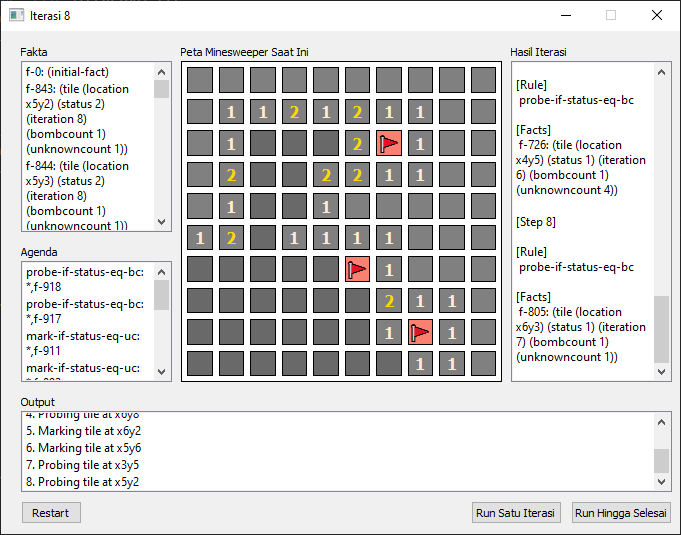 Iterasi 8
Fakta
f-0: (initial-fact)
f-843: (tile (location
x5y2) (status 2)
(iteration 8)
(bombcount 1)
(unknowncount 1))
f-844: (tile (location
x5y3) (status 2)
(iteration 8)
(bombcount 1)
(unknowncount 1))
Agenda
probe-if-status-eq-bc:
*,f-918
probe-if-status-eq-bc:
*,f-917
mark-if-status-eq-uc:
*,f-911
mark-if-status-eq-uc:
Peta Minesweeper Saat Ini
1 1 2 1 2 1 1
1 2 1
2 2 2 1 1
1 1
1 2 1 1 1 1
1
2 1 1
1 1
1 1
Hasil Iterasi
[Rule]
probe-if-status-eq-bc
[Facts]
f-726: (tile (location
x4y5) (status 1) (iteration
6) (bombcount 1)
(unknowncount 4))
[Step 8]
[Rule]
probe-if-status-eq-bc
[Facts]
f-805: (tile (location
x6y3) (status 1) (iteration
7) (bombcount 1)
(unknowncount 1))
Output
4. Probing tile at x6y8
5. Marking tile at x6y2
6. Marking tile at x5y6
7. Probing tile at x3y5
8. Probing tile at x5y2
Restart
Run Satu Iterasi
Run Hingga Selesai